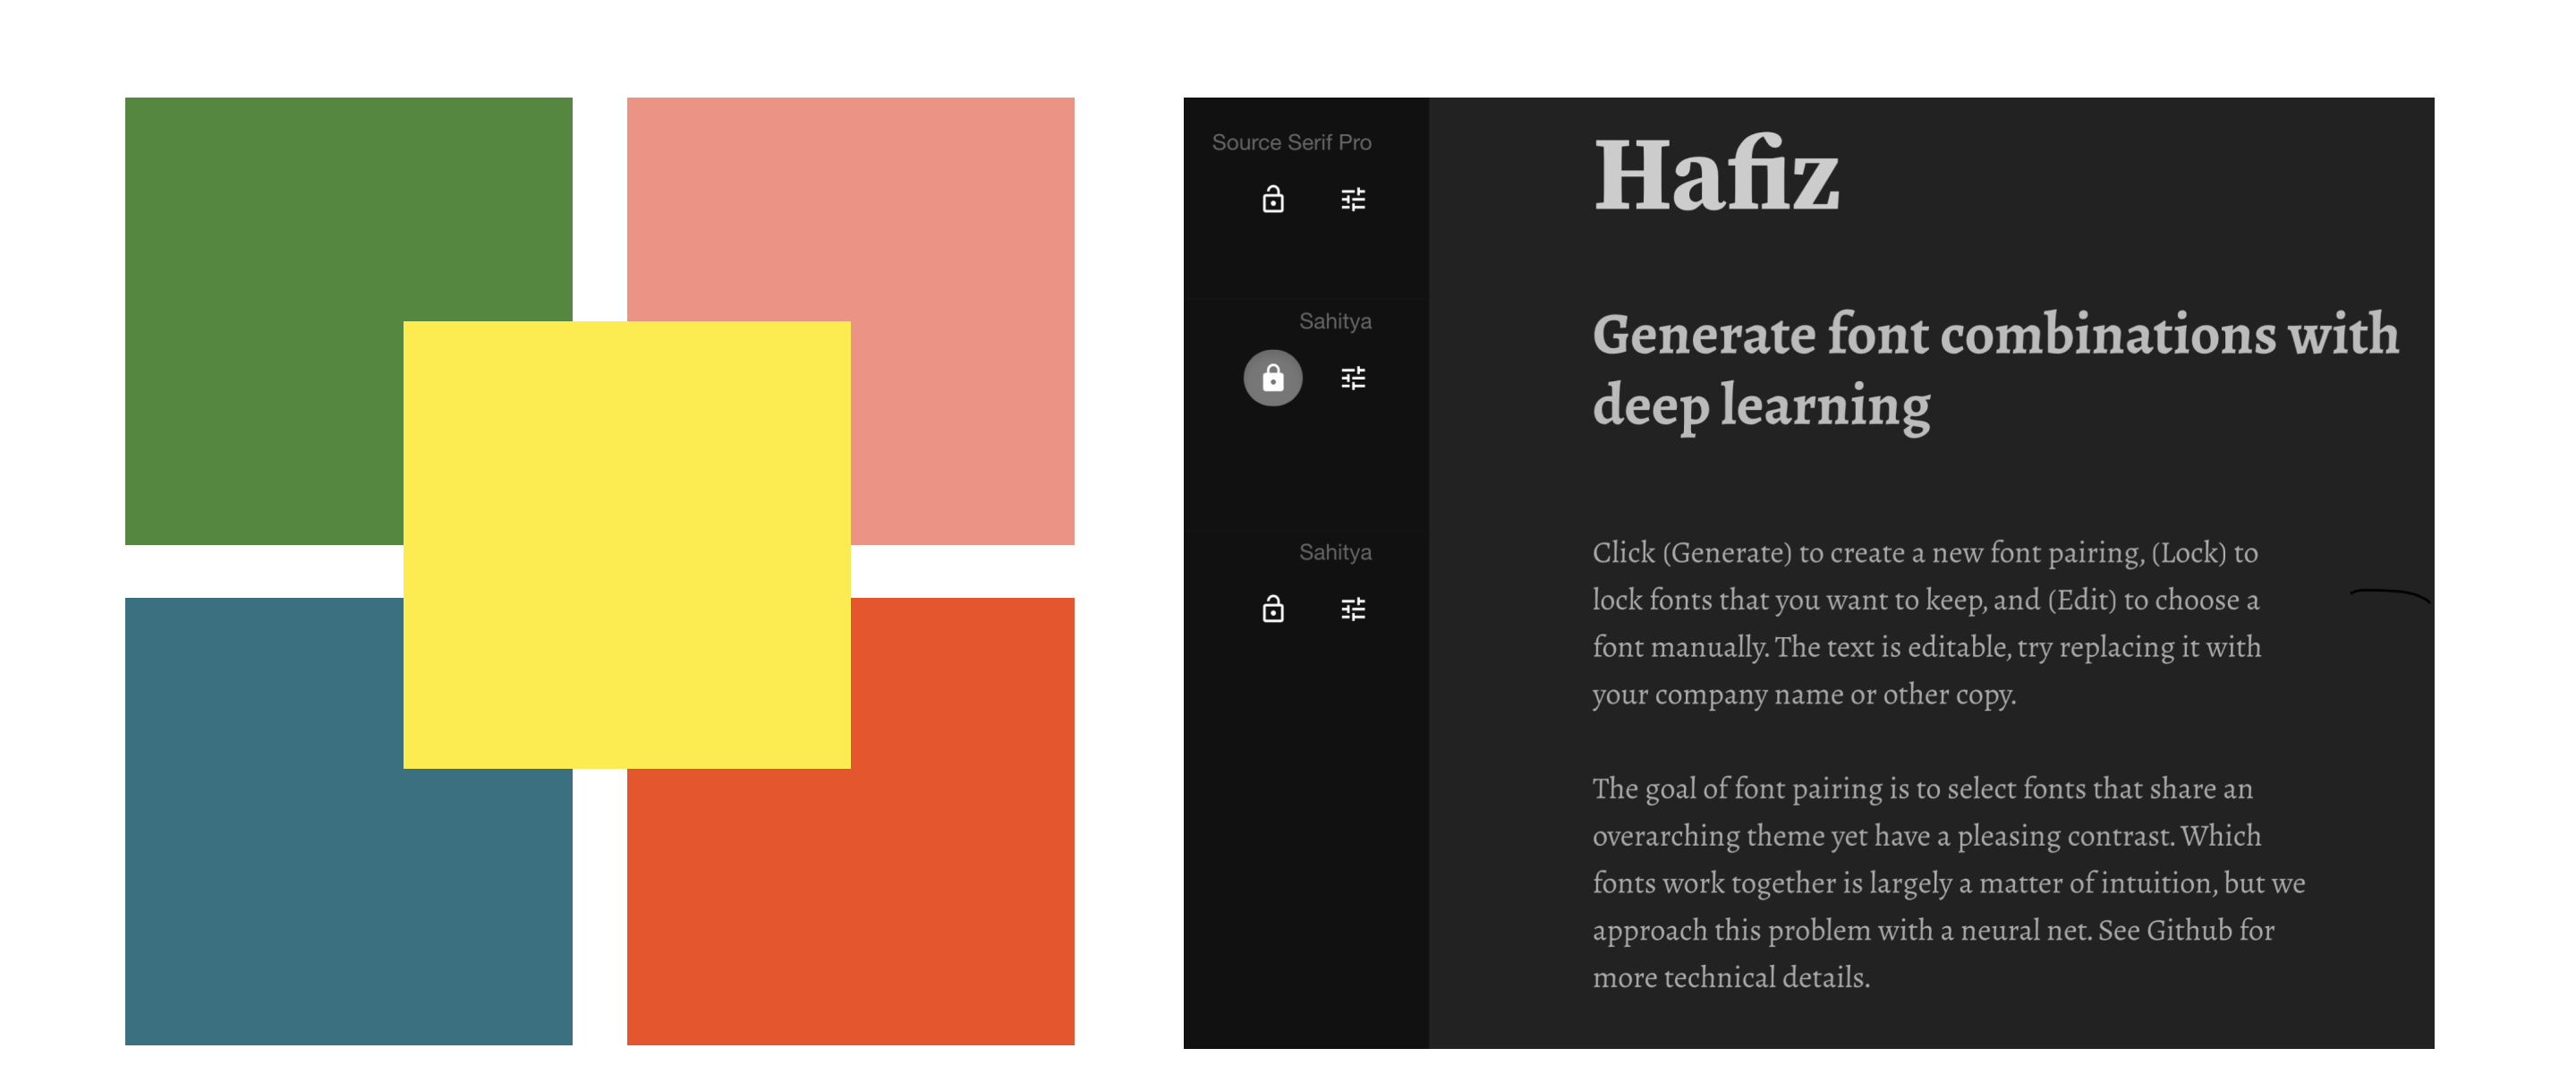 Source Serif Pro
Hafiz
Sahitya
Generate font combinations with
deep learning
Sahitya
Click (Generate) to create a new font pairing, (Lock) to
lock fonts that you want to keep, and (Edit) to choose a
font manually. The text is editable, try replacing it with
your company name or other copy.
The goal of font pairing is to select fonts that share an
overarching theme yet have a pleasing contrast. Which
fonts work together is largely a matter of intuition, but we
approach this problem with a neural net. See Github for
more technical details.